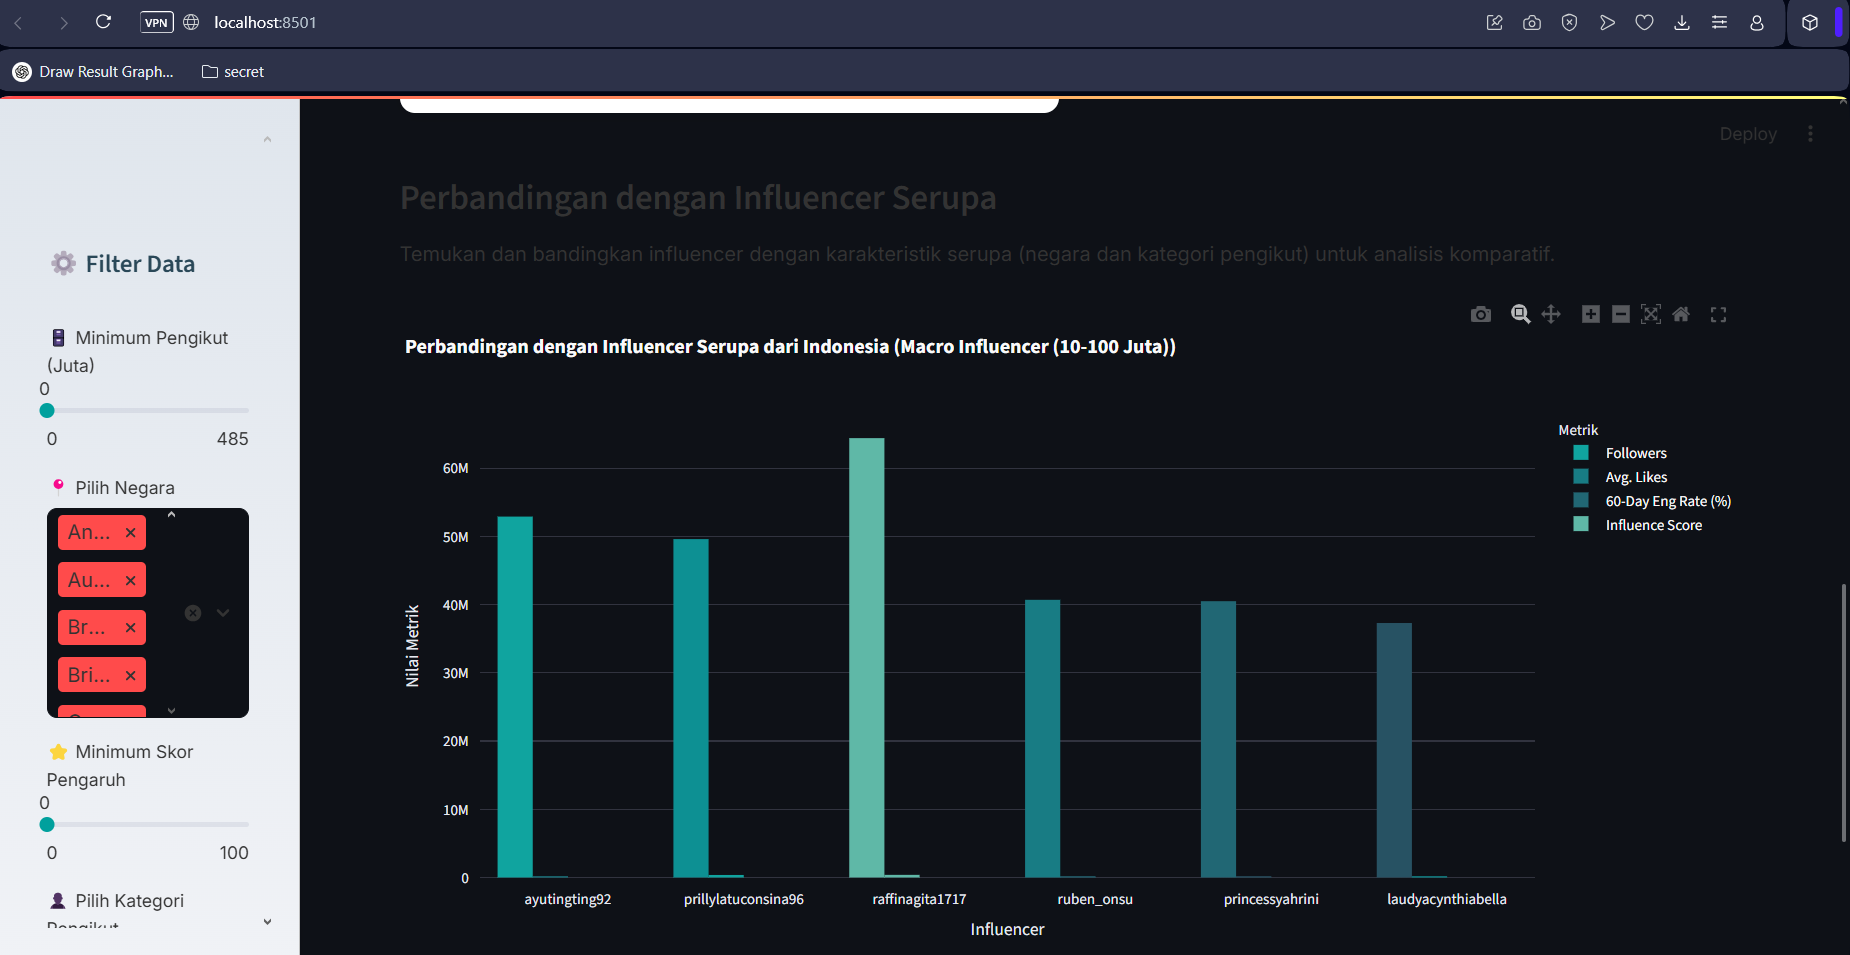 VPN localhost:8501
Draw Result Graph... secret
Deploy
Filter Data
Minimum Pengikut
(Juta)
0
0 485
Pilih Negara
An...
Au...
Br...
Bri...
Minimum Skor
Pengaruh
0
0 100
Pilih Kategori
Pengikut
Perbandingan dengan Influencer Serupa
Temukan dan bandingkan influencer dengan karakteristik serupa (negara dan kategori pengikut) untuk analisis komparatif.
Perbandingan dengan Influencer Serupa dari Indonesia (Macro Influencer (10-100 Juta))
Metrik
Followers
Avg. Likes
60-Day Eng Rate (%)
Influence Score
Nilai Metrik
60M
50M
40M
30M
20M
10M
0
ayutingting92 prillylatuconsina96 raffinagita1717 ruben_onsu princessyahrini laudyacynthiabella
Influencer